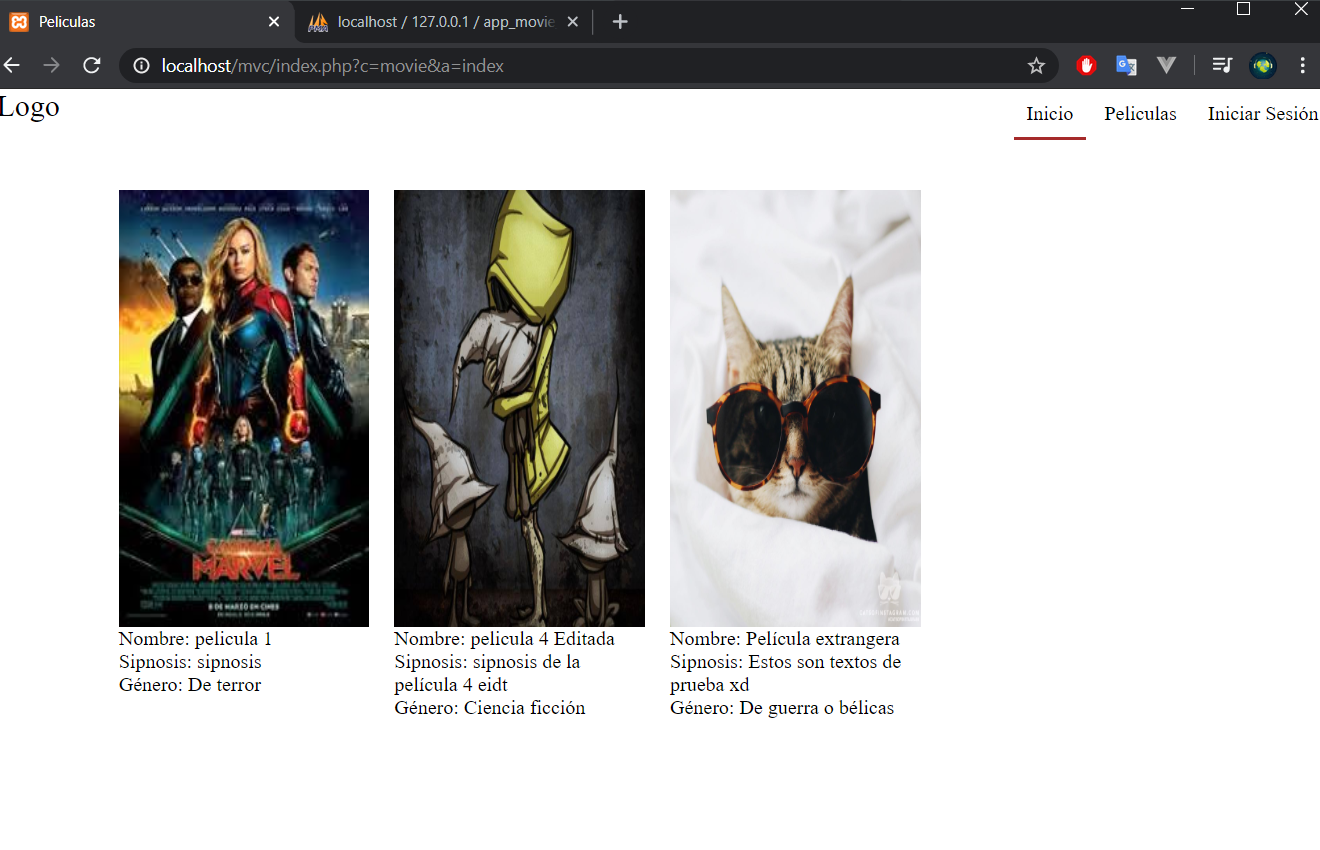 Peliculas
localhost / 127.0.0.1 / app_movie
localhost/mvc/index.php?c=movie&a=index
Logo
Inicio
Peliculas
Iniciar Sesión
MARVEL
8 DE MARZO EN CINES
Nombre: pelicula 1
Sipnosis: sipnosis
Género: De terror
Nombre: pelicula 4 Editada
Sipnosis: sipnosis de la
película 4 eidt
Género: Ciencia ficción
Nombre: Película extrangera
Sipnosis: Estos son textos de
prueba xd
Género: De guerra o bélicas